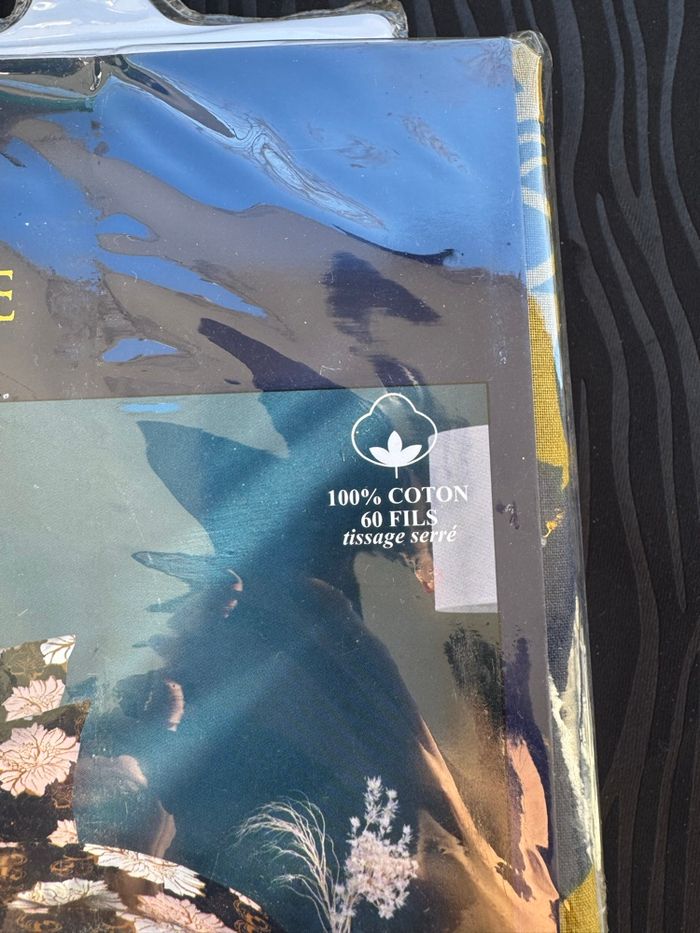 E
100% COTON
60 FILS
tissage serré